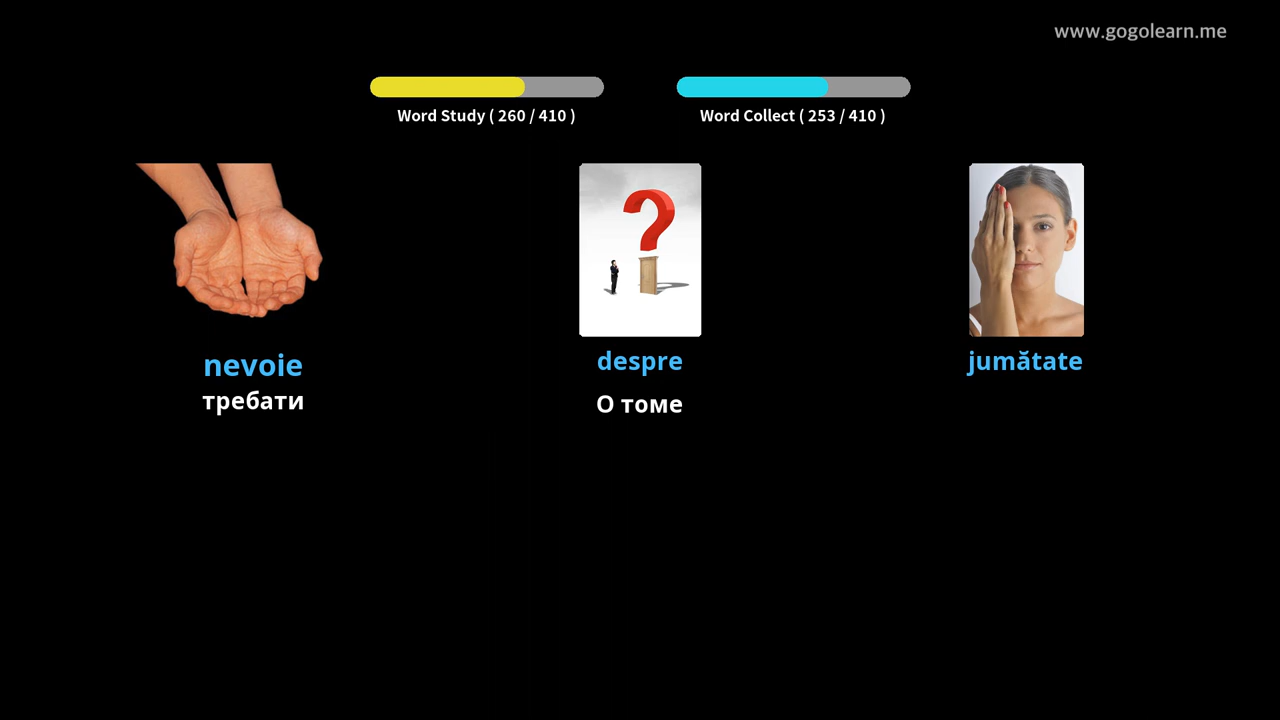 www.gogolearn.me
Word Study ( 260 / 410 )
Word Collect ( 253 / 410 )
nevoie
требати
despre
О томе
jumătate